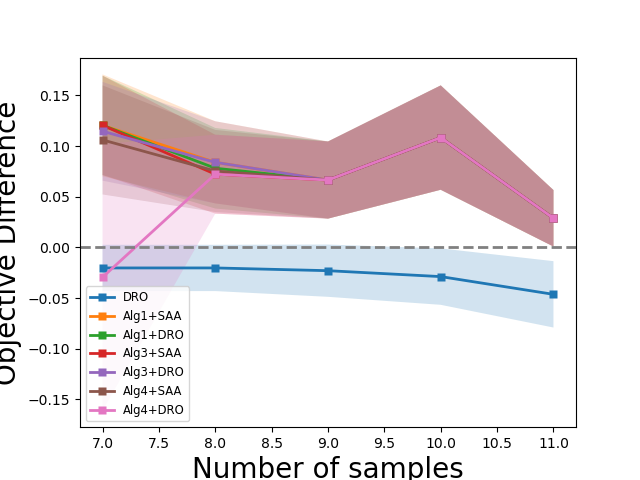 Objective Difference
0.15
0.10
0.05
0.00
−0.05
−0.10
−0.15
DRO
Alg1+SAA
Alg1+DRO
Alg3+SAA
Alg3+DRO
Alg4+SAA
Alg4+DRO
7.0 7.5 8.0 8.5 9.0 9.5 10.0 10.5 11.0
Number of samples